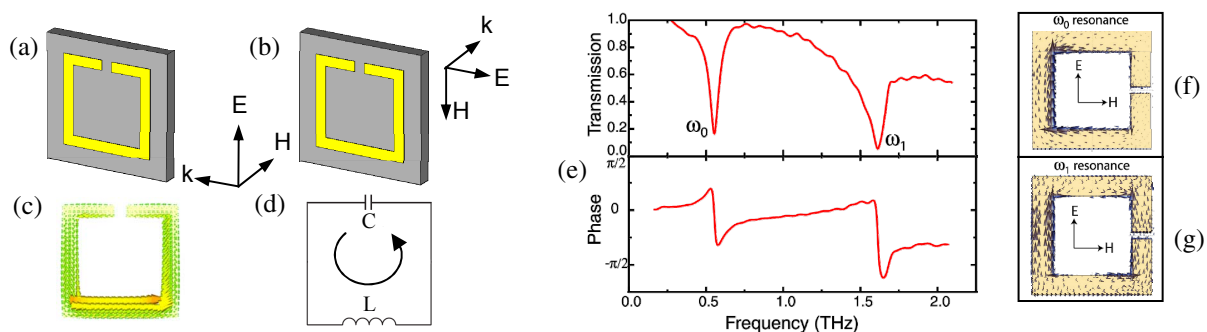 (a)
E
H
k
(b)
k
E
H
(c)
(d)
C
L
(e)
Transmission
1.0
0.8
0.6
0.4
0.2
0.0
ω0
ω1
Phase
π/2
0
-π/2
0.0 0.5 1.0 1.5 2.0
Frequency (THz)
ω0 resonance
E
H
(f)
ω1 resonance
E
H
(g)